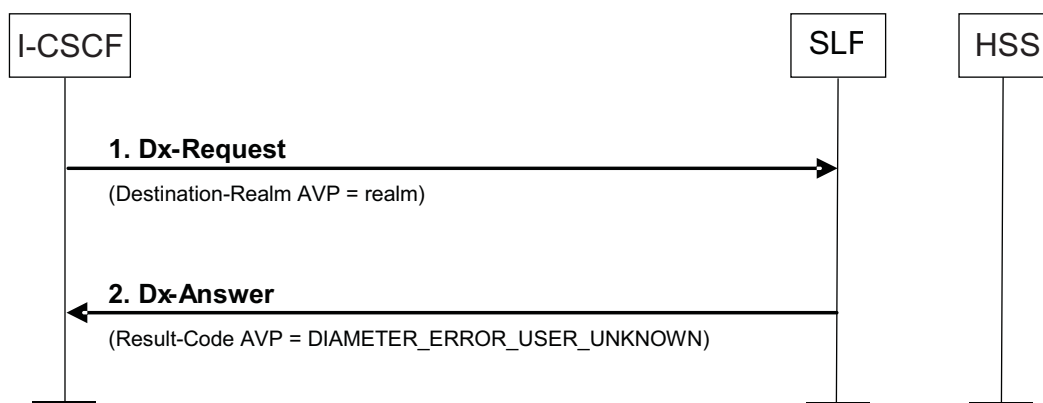 I-CSCF
SLF
HSS
1. Dx-Request
(Destination-Realm AVP = realm)
2. Dx-Answer
(Result-Code AVP = DIAMETER_ERROR_USER_UNKNOWN)